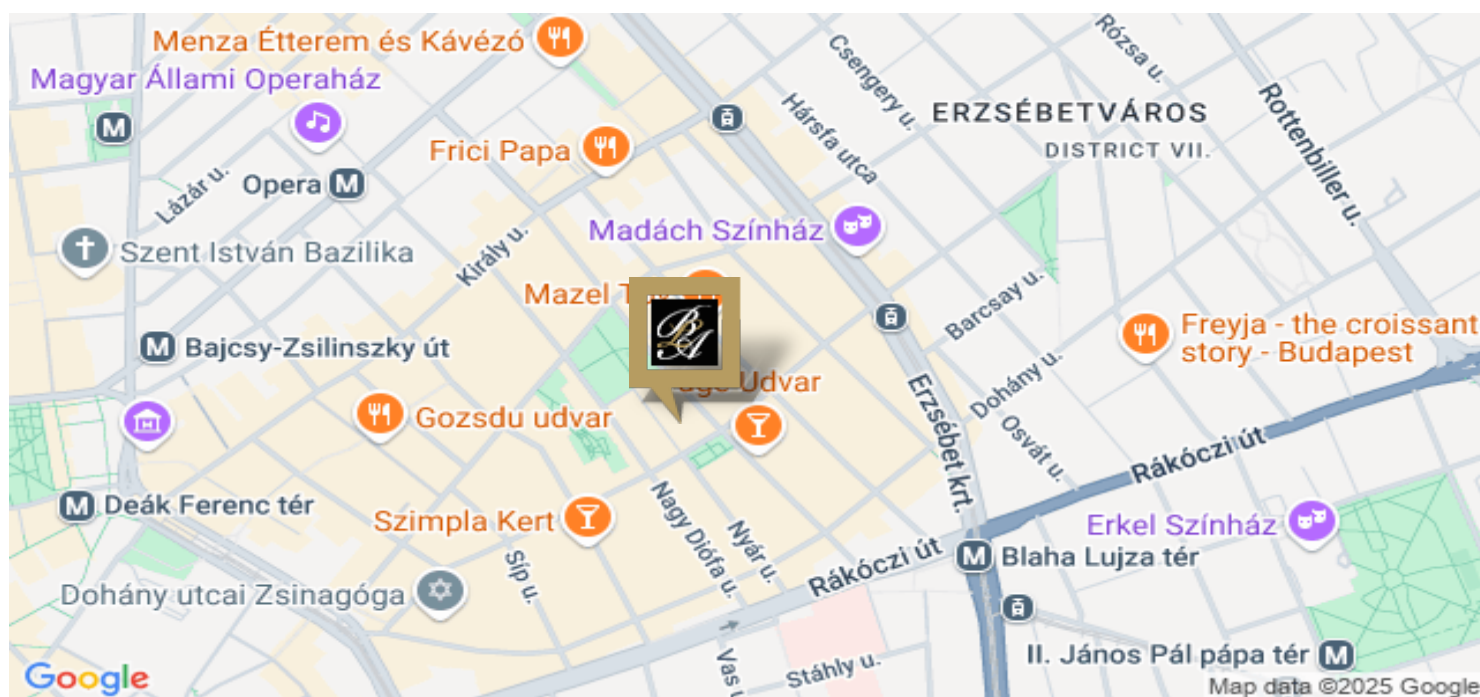 Menza Étterem és Kávézó
Magyar Állami Operaház
M
Frici Papa
Csengery u.
Hársfa utca
Rózsa u.
Rottenbiller u.
ERZSÉBETVÁROS
DISTRICT VII.
Lázár u.
Opera M
Szent István Bazilika
Király u.
Madách Színház
Mazel
BA
Barcsay u.
Freyja - the croissant
story - Budapest
M Bajcsy-Zsilinszky út
Udvar
Dohány u.
Erzsébet krt.
Osvát u.
Gozsdu udvar
Rákóczi út
M Deák Ferenc tér
Szimpla Kert
Nagy Diófa u.
Nyár u.
Erkel Színház
Síp u.
Rákóczi út
M Blaha Lujza tér
Dohány utcai Zsinagóga
Vas u
Stáhly u.
II. János Pál pápa tér M
Google
Map data ©2025 Google